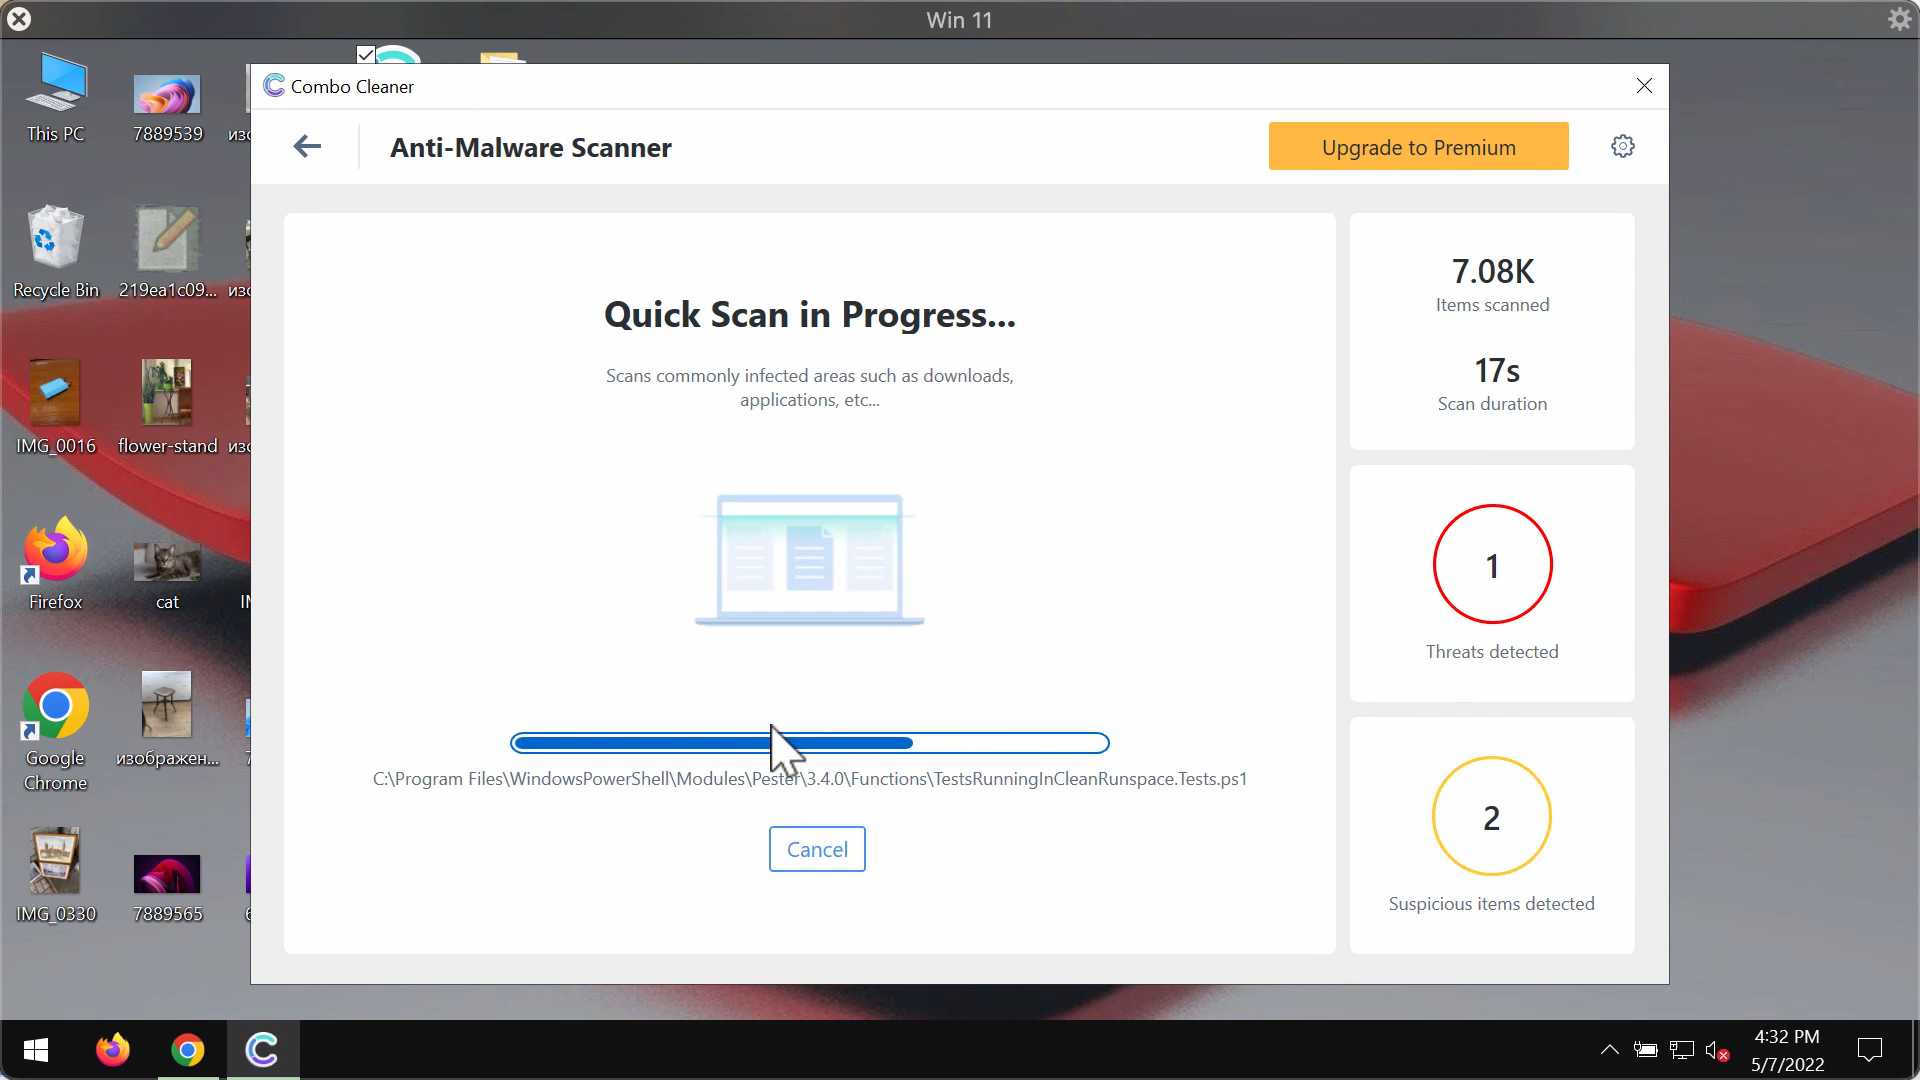 Win 11
This PC
7889539
изо
Recycle Bin
219ea1c09...
изо
IMG_0016
flower-stand
изо
Firefox
cat
Google
Chrome
изображен...
IMG_0330
7889565
Combo Cleaner
Anti-Malware Scanner
Upgrade to Premium
Quick Scan in Progress...
Scans commonly infected areas such as downloads,
applications, etc...
C:\Program Files\WindowsPowerShell\Modules\Pester\3.4.0\Functions\TestsRunningInCleanRunspace.Tests.ps1
Cancel
7.08K
Items scanned
17s
Scan duration
1
Threats detected
2
Suspicious items detected
4:32 PM
5/7/2022